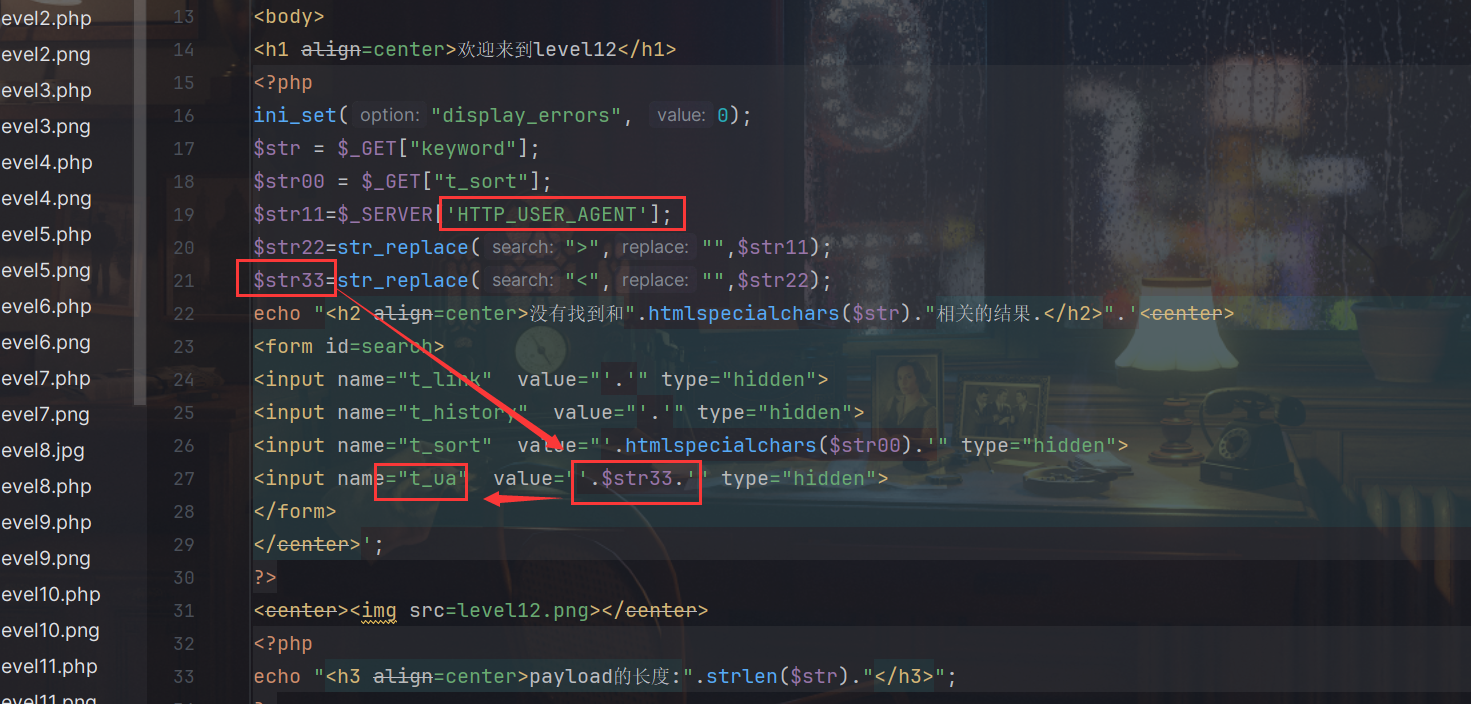 evel2.php
evel2.png
evel3.php
evel3.png
evel4.php
evel4.png
evel5.php
evel5.png
evel6.php
evel6.png
evel7.php
evel7.png
evel8.jpg
evel8.php
evel9.php
evel9.png
evel10.php
evel10.png
evel11.php
evel11.png
13 <body>
14 <h1 align=center>欢迎来到level12</h1>
15 <?php
16 ini_set( option: "display_errors", value: 0);
17 $str = $_GET["keyword"];
18 $str00 = $_GET["t_sort"];
19 $str11=$_SERVER['HTTP_USER_AGENT'];
20 $str22=str_replace( search: ">", replace: "",$str11);
21 $str33=str_replace( search: "<", replace: "",$str22);
22 echo "<h2 align=center>没有找到和".htmlspecialchars($str)."相关的结果.</h2>".'<center>
23 <form id=search>
24 <input name="t_link"  value="'.'" type="hidden">
25 <input name="t_history"  value="'.'" type="hidden">
26 <input name="t_sort"  value="'.htmlspecialchars($str00).'" type="hidden">
27 <input name="t_ua"  value="'.$str33.'" type="hidden">
28 </form>
29 </center>';
30 ?>
31 <center><img src=level12.png></center>
32 <?php
33 echo "<h3 align=center>payload的长度:".strlen($str)."</h3>";